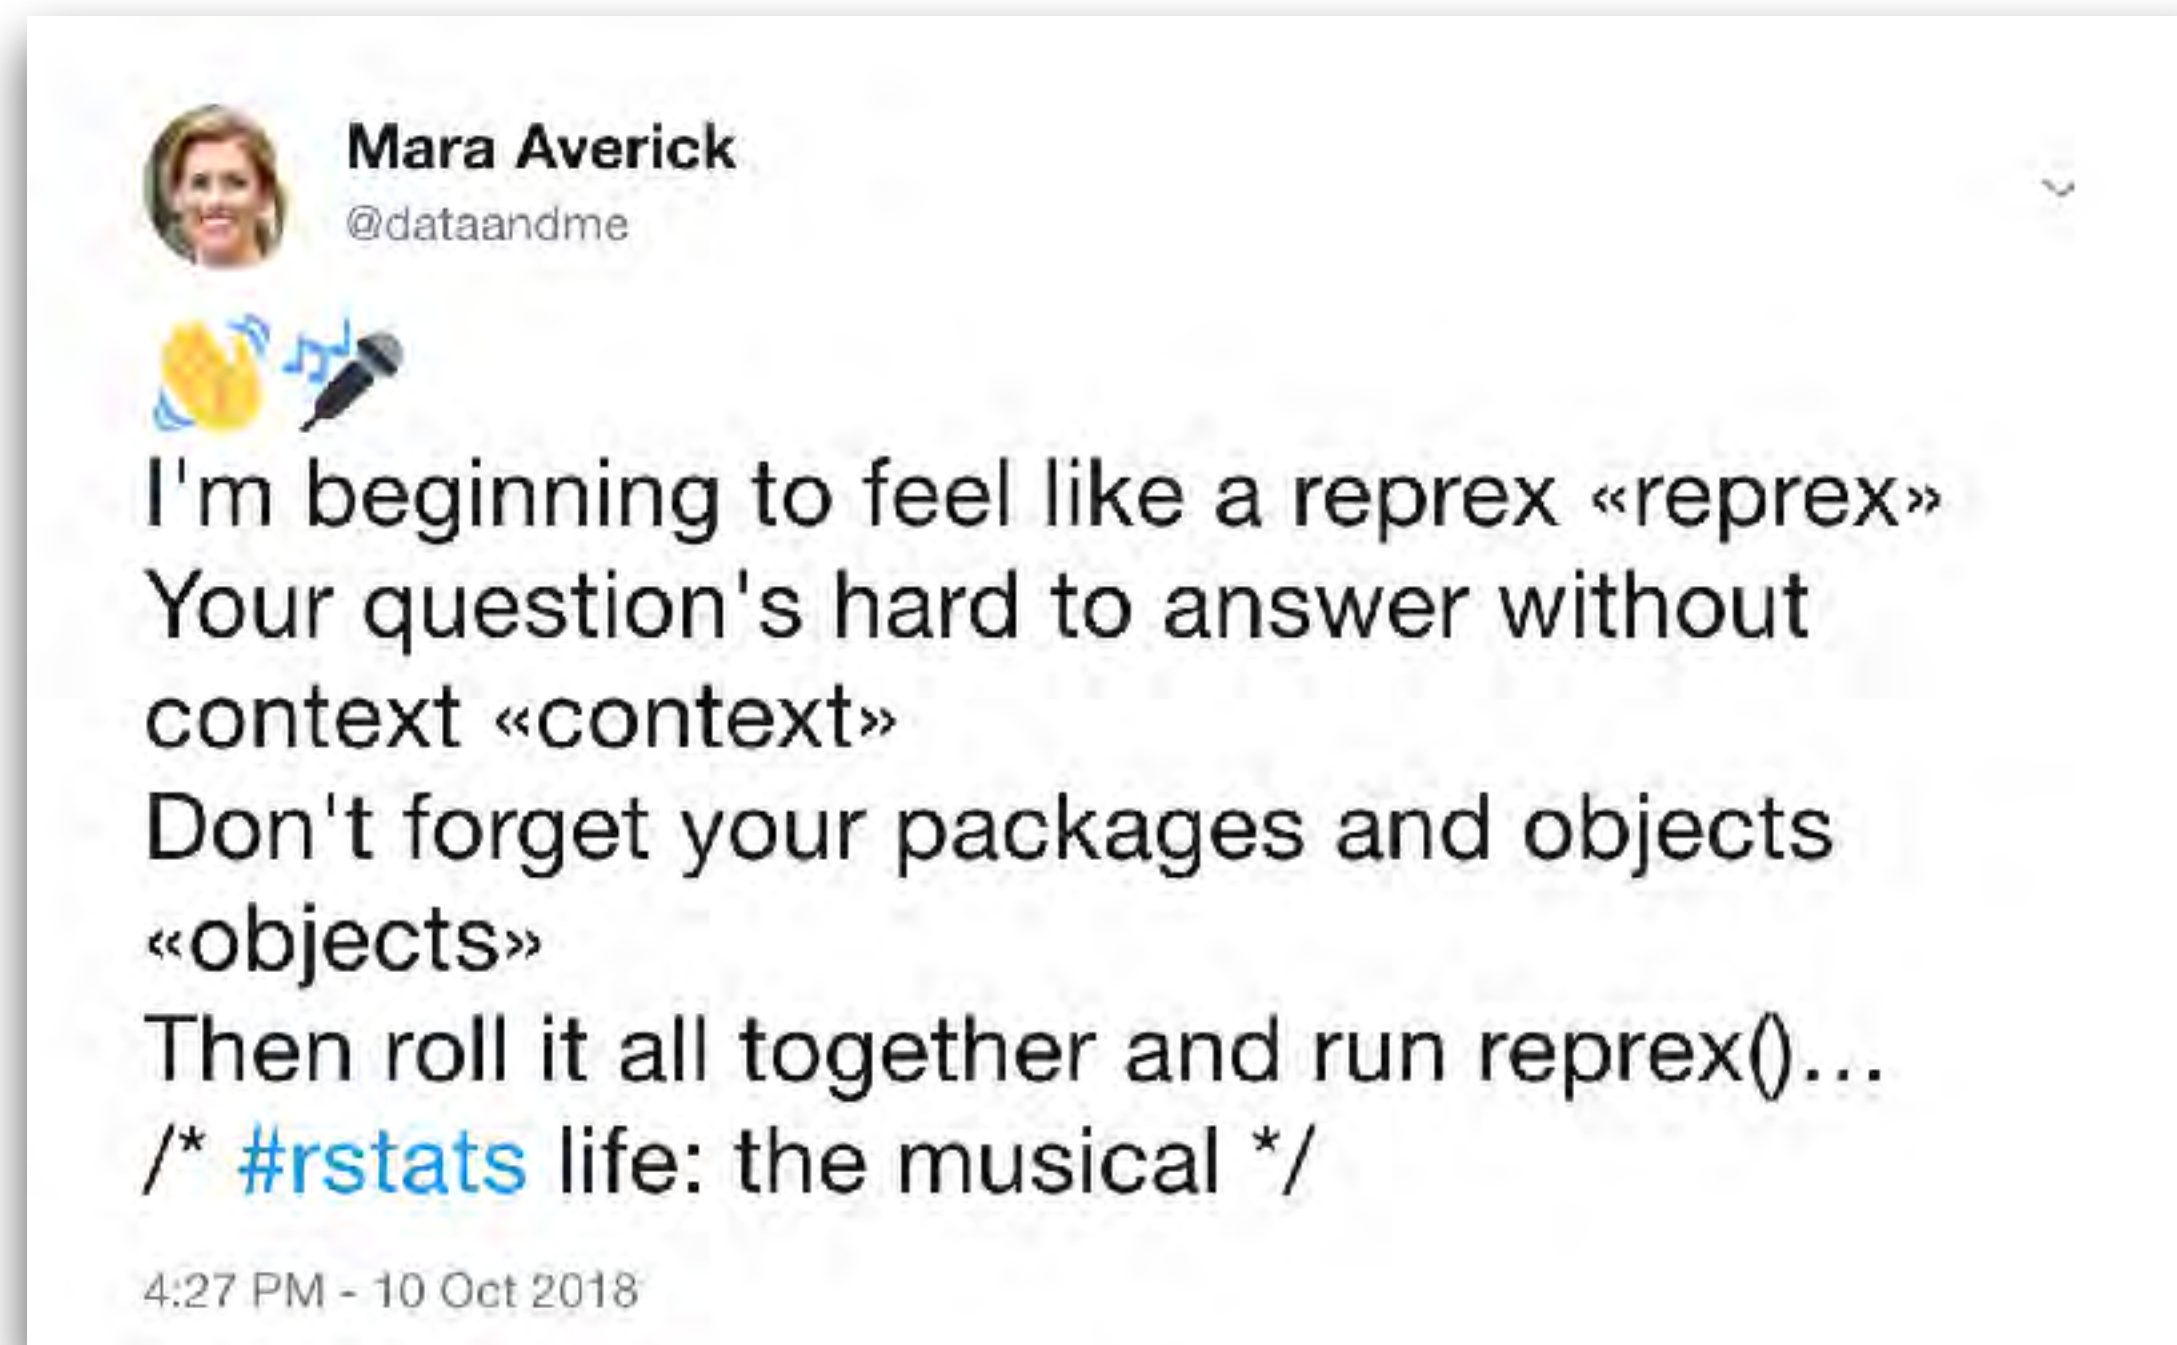 Mara Averick
@dataandme
👋🎤
I'm beginning to feel like a reprex «reprex»
Your question's hard to answer without
context «context»
Don't forget your packages and objects
«objects»
Then roll it all together and run reprex()…
/* #rstats life: the musical */
4:27 PM - 10 Oct 2018